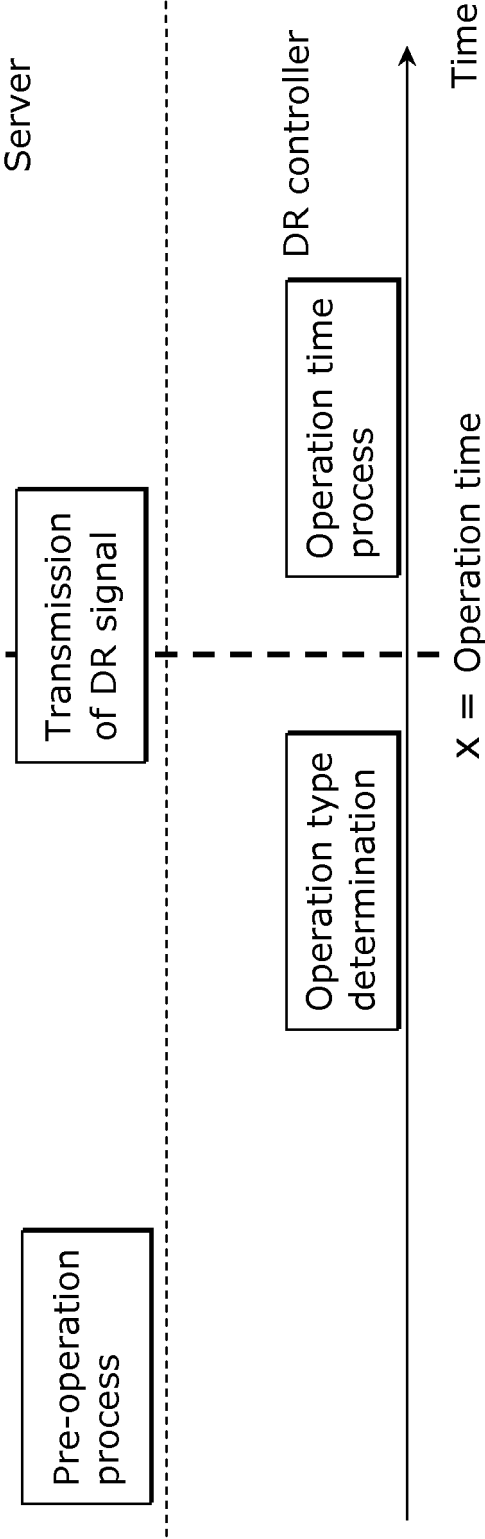 Server
Pre-operation
process
Transmission
of DR signal
DR controller
Operation type
determination
Operation time
process
X = Operation time
Time